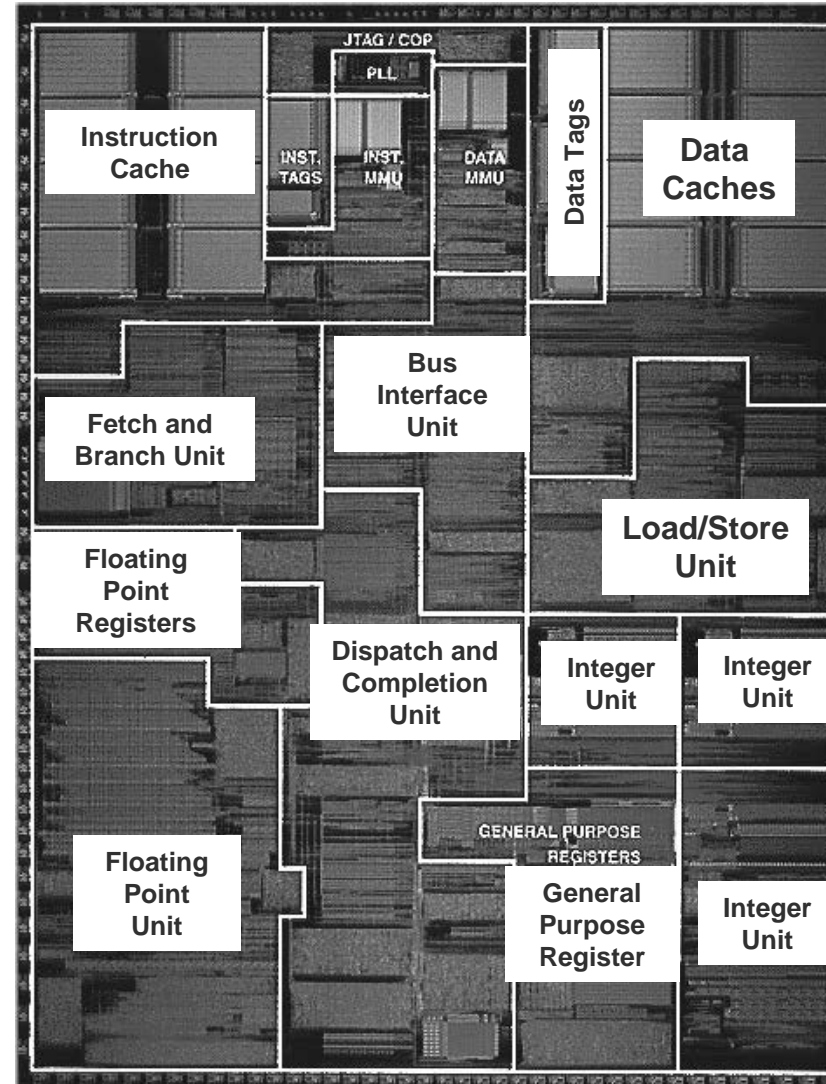 JTAG / COP
PLL
Instruction
Cache
INST.
TAGS
INST.
MMU
DATA
MMU
Data Tags
Data
Caches
Bus
Interface
Unit
Fetch and
Branch Unit
Load/Store
Unit
Floating
Point
Registers
Dispatch and
Completion
Unit
Integer
Unit
Integer
Unit
GENERAL PURPOSE
REGISTERS
Floating
Point
Unit
General
Purpose
Register
Integer
Unit